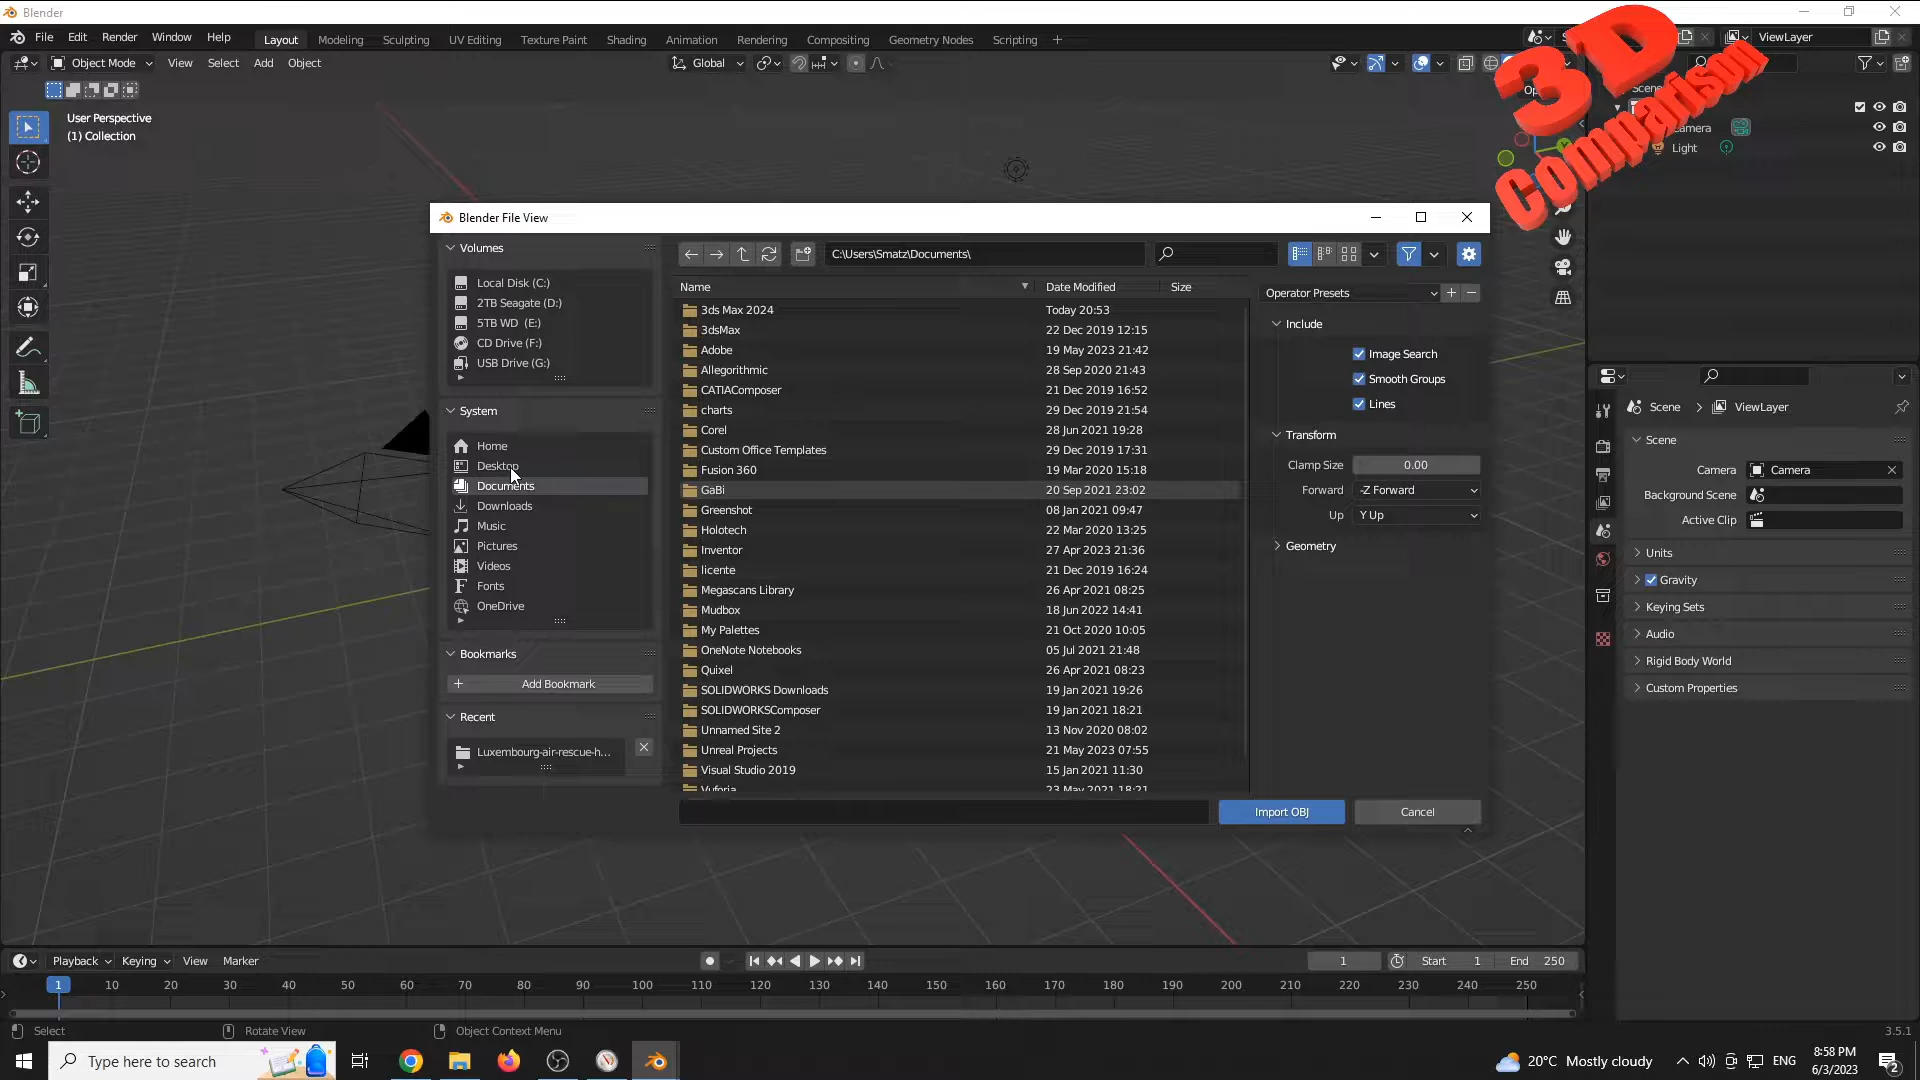 Blender
File Edit Render Window Help
Layout Modeling Sculpting UV Editing Texture Paint Shading Animation Rendering Compositing Geometry Nodes Scripting +
ViewLayer
3D
Comparison
Object Mode View Select Add Object
Global
User Perspective
(1) Collection
Light
Blender File View
Volumes
Local Disk (C:)
2TB Seagate (D:)
5TB WD (E:)
CD Drive (F:)
USB Drive (G:)
System
Home
Desktop
Documents
Downloads
Music
Pictures
Videos
Fonts
OneDrive
Bookmarks
Add Bookmark
Recent
Luxembourg-air-rescue-h...
C:\Users\Smatz\Documents\
Name Date Modified Size
3ds Max 2024 Today 20:53
3dsMax 22 Dec 2019 12:15
Adobe 19 May 2023 21:42
Allegorithmic 28 Sep 2020 21:43
CATIAComposer 21 Dec 2019 16:52
charts 29 Dec 2019 21:54
Corel 28 Jun 2021 19:28
Custom Office Templates 29 Dec 2019 17:31
Fusion 360 19 Mar 2020 15:18
GaBi 20 Sep 2021 23:02
Greenshot 08 Jan 2021 09:47
Holotech 22 Mar 2020 13:25
Inventor 27 Apr 2023 21:36
licente 21 Dec 2019 16:24
Megascans Library 26 Apr 2021 08:25
Mudbox 18 Jun 2022 14:41
My Palettes 21 Oct 2020 10:05
OneNote Notebooks 05 Jul 2021 21:48
Quixel 26 Apr 2021 08:23
SOLIDWORKS Downloads 19 Jan 2021 19:26
SOLIDWORKSComposer 19 Jan 2021 18:21
Unnamed Site 2 13 Nov 2020 08:02
Unreal Projects 21 May 2023 07:55
Visual Studio 2019 15 Jan 2021 11:30
Vuforia 23 May 2021 18:21
Operator Presets
Include
Image Search
Smooth Groups
Lines
Transform
Clamp Size 0.00
Forward -Z Forward
Up Y Up
Geometry
Import OBJ Cancel
Scene ViewLayer
Scene
Camera Camera
Background Scene
Active Clip
Units
Gravity
Keying Sets
Audio
Rigid Body World
Custom Properties
Playback Keying View Marker
1 Start 1 End 250
1 10 20 30 40 50 60 70 80 90 100 110 120 130 140 150 160 170 180 190 200 210 220 230 240 250
Select Rotate View Object Context Menu 3.5.1
Type here to search
20°C Mostly cloudy
ENG
8:58 PM
6/3/2023
2